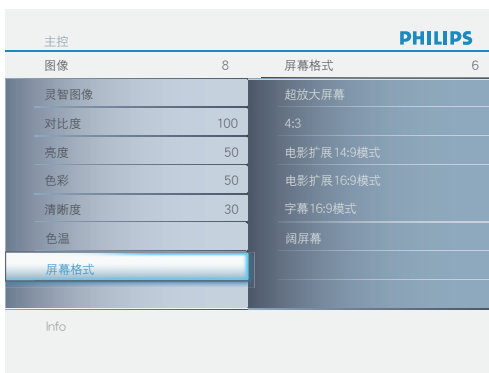 主控 PHILIPS
图像 8 屏幕格式 6
灵智图像 超放大屏幕
对比度 100 4:3
亮度 50 电影扩展14:9模式
色彩 50 电影扩展16:9模式
清晰度 30 字幕16:9模式
色温 阔屏幕
屏幕格式
Info